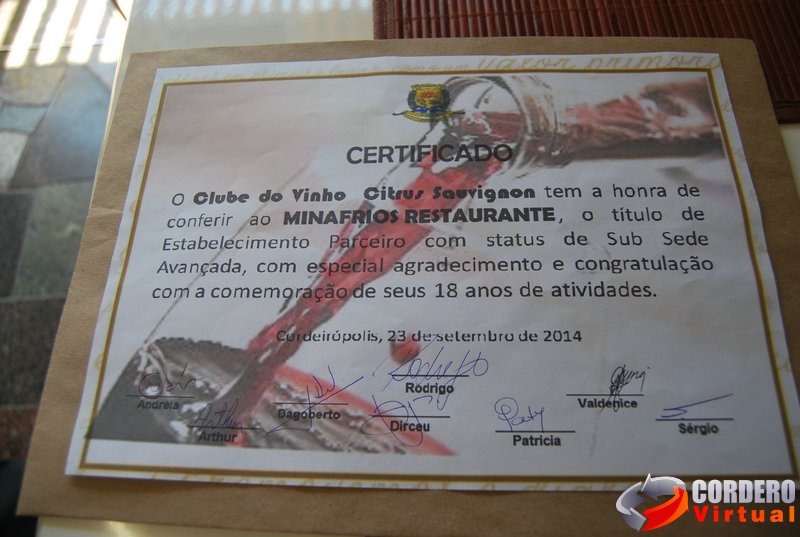 valor primor
CERTIFICADO
O Clube do Vinho Citrus Sauvignon tem a honra de
conferir ao MINAFRIOS RESTAURANTE, o título de
Estabelecimento Parceiro com status de Sub Sede
Avançada, com especial agradecimento e congratulação
com a comemoração de seus 18 anos de atividades.
Cordeirópolis, 23 de setembro de 2014
Andreia
Arthur
Dagoberto
Rodrigo
Dirceu
Patricia
Valdenice
Sérgio
CORDERO
Virtual